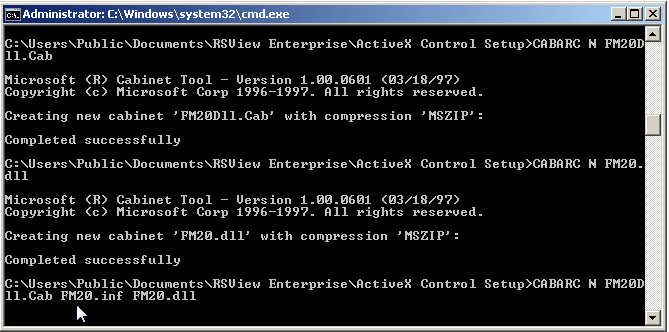 Administrator: C:\Windows\system32\cmd.exe
C:\Users\Public\Documents\RSView Enterprise\ActiveX Control Setup>CABARC N FM20D
ll.Cab
Microsoft (R) Cabinet Tool - Version 1.00.0601 (03/18/97)
Copyright (c) Microsoft Corp 1996-1997. All rights reserved.
Creating new cabinet 'FM20Dll.Cab' with compression 'MSZIP':
Completed successfully
C:\Users\Public\Documents\RSView Enterprise\ActiveX Control Setup>CABARC N FM20.
dll
Microsoft (R) Cabinet Tool - Version 1.00.0601 (03/18/97)
Copyright (c) Microsoft Corp 1996-1997. All rights reserved.
Creating new cabinet 'FM20.dll' with compression 'MSZIP':
Completed successfully
C:\Users\Public\Documents\RSView Enterprise\ActiveX Control Setup>CABARC N FM20D
ll.Cab FM20.inf FM20.dll